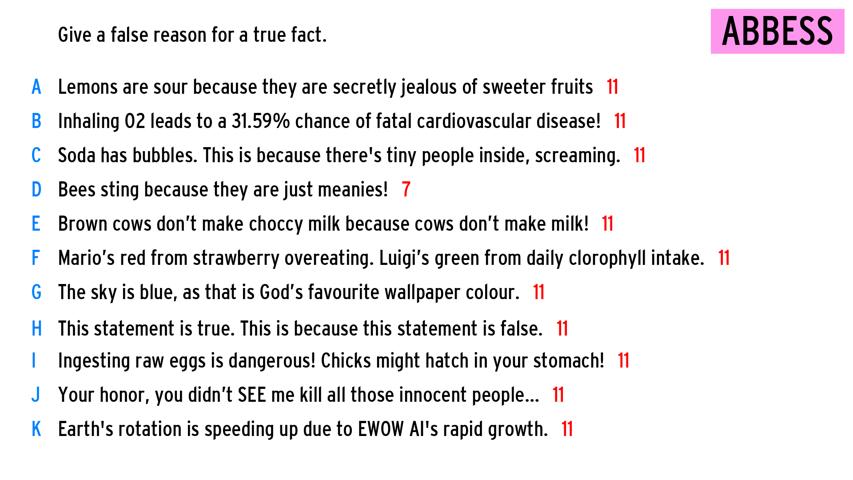 Give a false reason for a true fact.
ABBESS
A Lemons are sour because they are secretly jealous of sweeter fruits 11
B Inhaling O2 leads to a 31.59% chance of fatal cardiovascular disease! 11
C Soda has bubbles. This is because there's tiny people inside, screaming. 11
D Bees sting because they are just meanies! 7
E Brown cows don’t make choccy milk because cows don’t make milk! 11
F Mario’s red from strawberry overeating. Luigi’s green from daily clorophyll intake. 11
G The sky is blue, as that is God’s favourite wallpaper colour. 11
H This statement is true. This is because this statement is false. 11
I Ingesting raw eggs is dangerous! Chicks might hatch in your stomach! 11
J Your honor, you didn’t SEE me kill all those innocent people... 11
K Earth's rotation is speeding up due to EWOW AI's rapid growth. 11